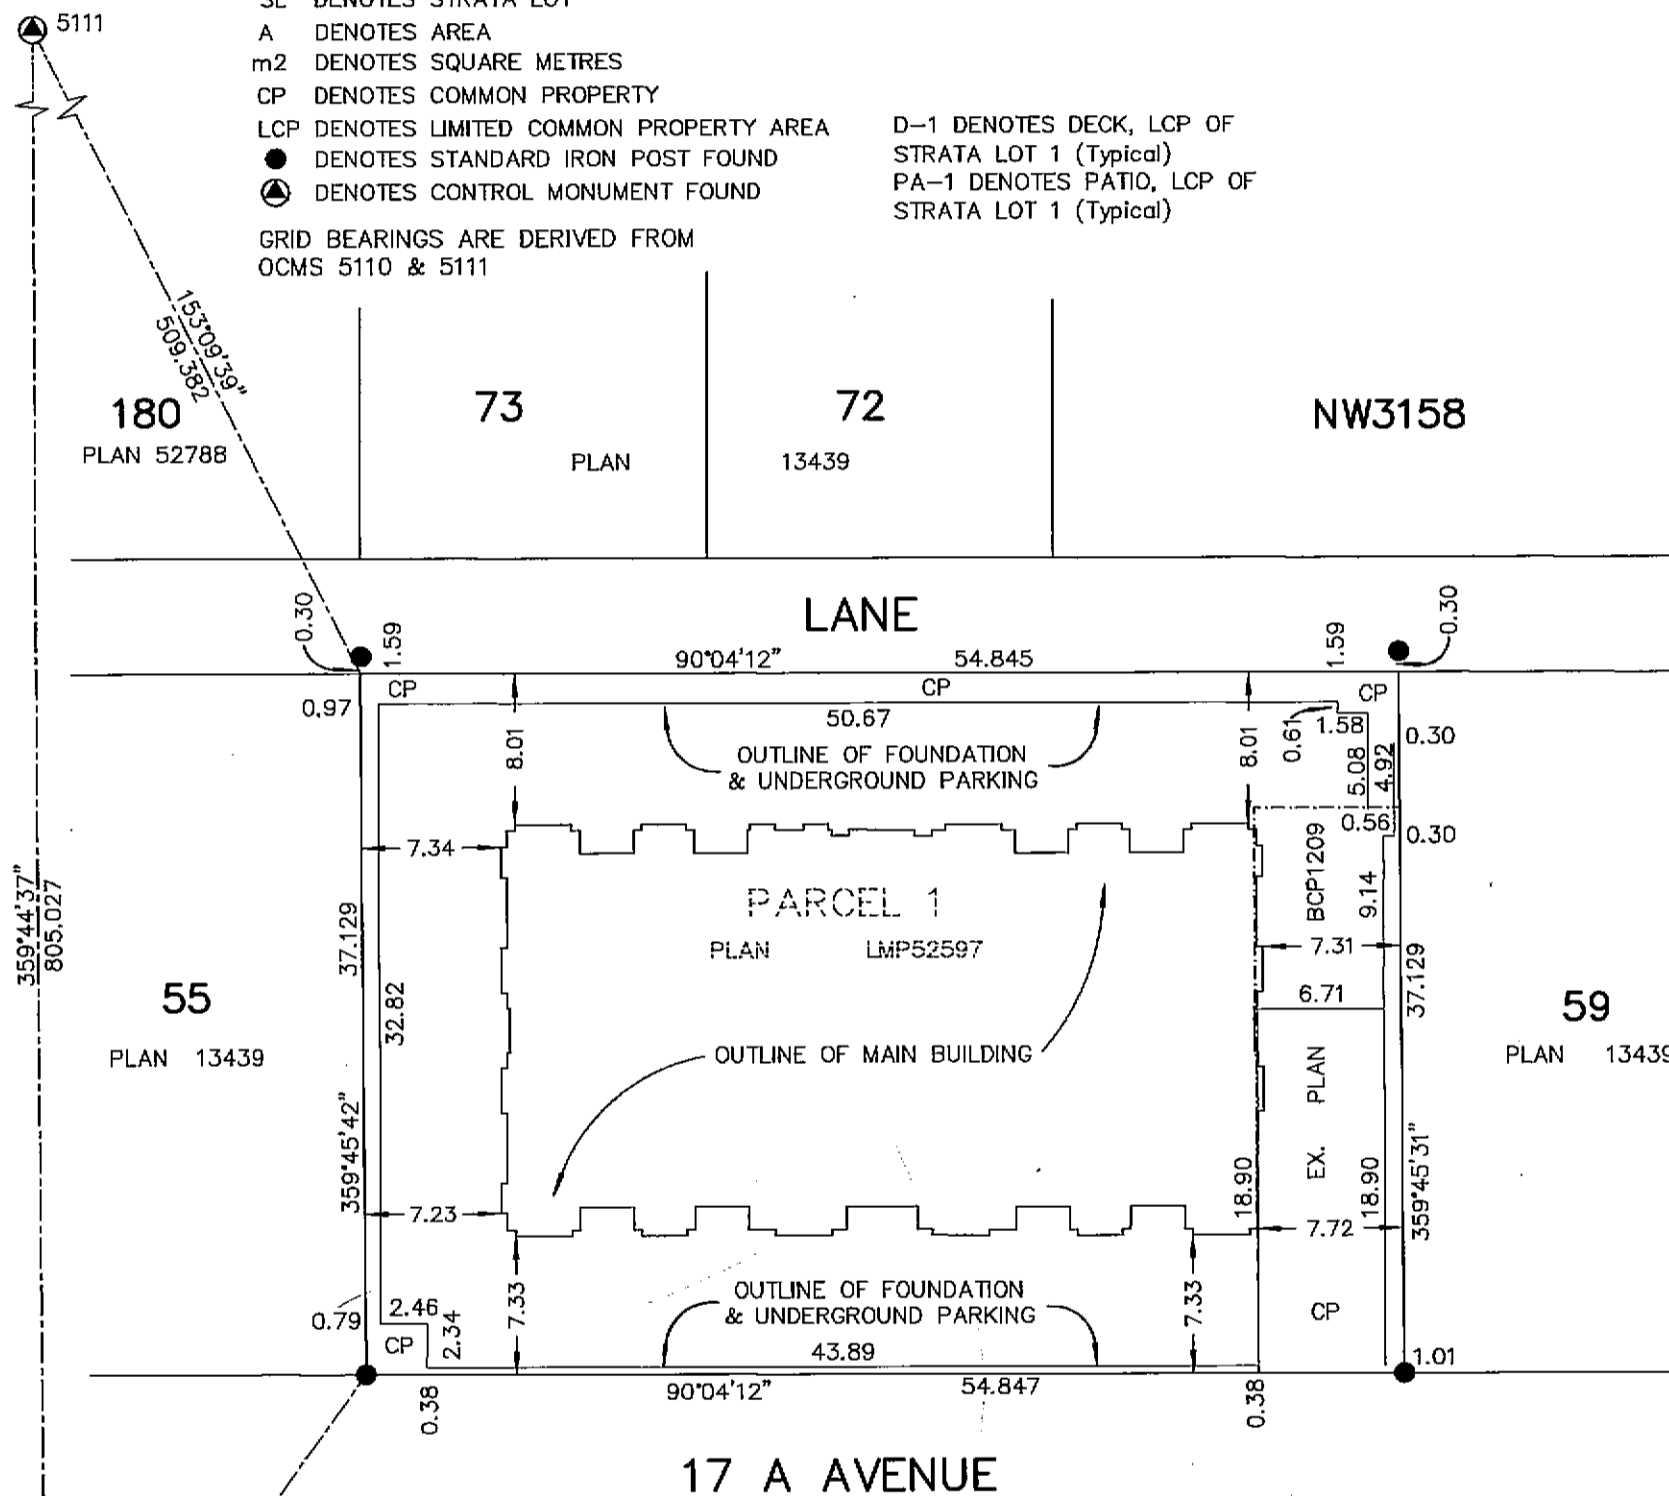 SL DENOTES STRATA LOT
5111
A DENOTES AREA
m2 DENOTES SQUARE METRES
CP DENOTES COMMON PROPERTY
LCP DENOTES LIMITED COMMON PROPERTY AREA
DENOTES STANDARD IRON POST FOUND
DENOTES CONTROL MONUMENT FOUND
D-1 DENOTES DECK, LCP OF
STRATA LOT 1 (Typical)
PA-1 DENOTES PATIO, LCP OF
STRATA LOT 1 (Typical)
GRID BEARINGS ARE DERIVED FROM
OCMS 5110 & 5111
153°09'39"
509.382
180
PLAN 52788
73
72
PLAN 13439
NW3158
LANE
0.30
1.59
90°04'12" 54.845
1.59
0.30
CP
CP
CP
0.97
50.67
0.61
1.58
0.30
8.01
OUTLINE OF FOUNDATION
& UNDERGROUND PARKING
8.01
5.08
4.92
0.56
0.30
7.34
PARCEL 1
PLAN LMP52597
BCP1209
9.14
7.31
6.71
359°44'37"
805.027
37.129
37.129
55
PLAN 13439
32.82
59
PLAN 13439
OUTLINE OF MAIN BUILDING
EX. PLAN
359°45'42"
359°45'31"
18.90
18.90
7.23
7.72
7.33
OUTLINE OF FOUNDATION
& UNDERGROUND PARKING
7.33
CP
0.79
2.46
2.34
CP
43.89
1.01
0.38
90°04'12" 54.847
0.38
17 A AVENUE